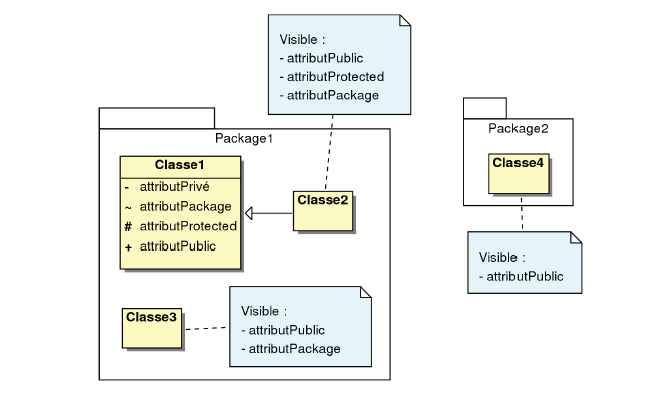 Visible :
- attributPublic
- attributProtected
- attributPackage
Package1
Classe1
- attributPrivé
~ attributPackage
# attributProtected
+ attributPublic
Classe2
Classe3
Visible :
- attributPublic
- attributPackage
Package2
Classe4
Visible :
- attributPublic